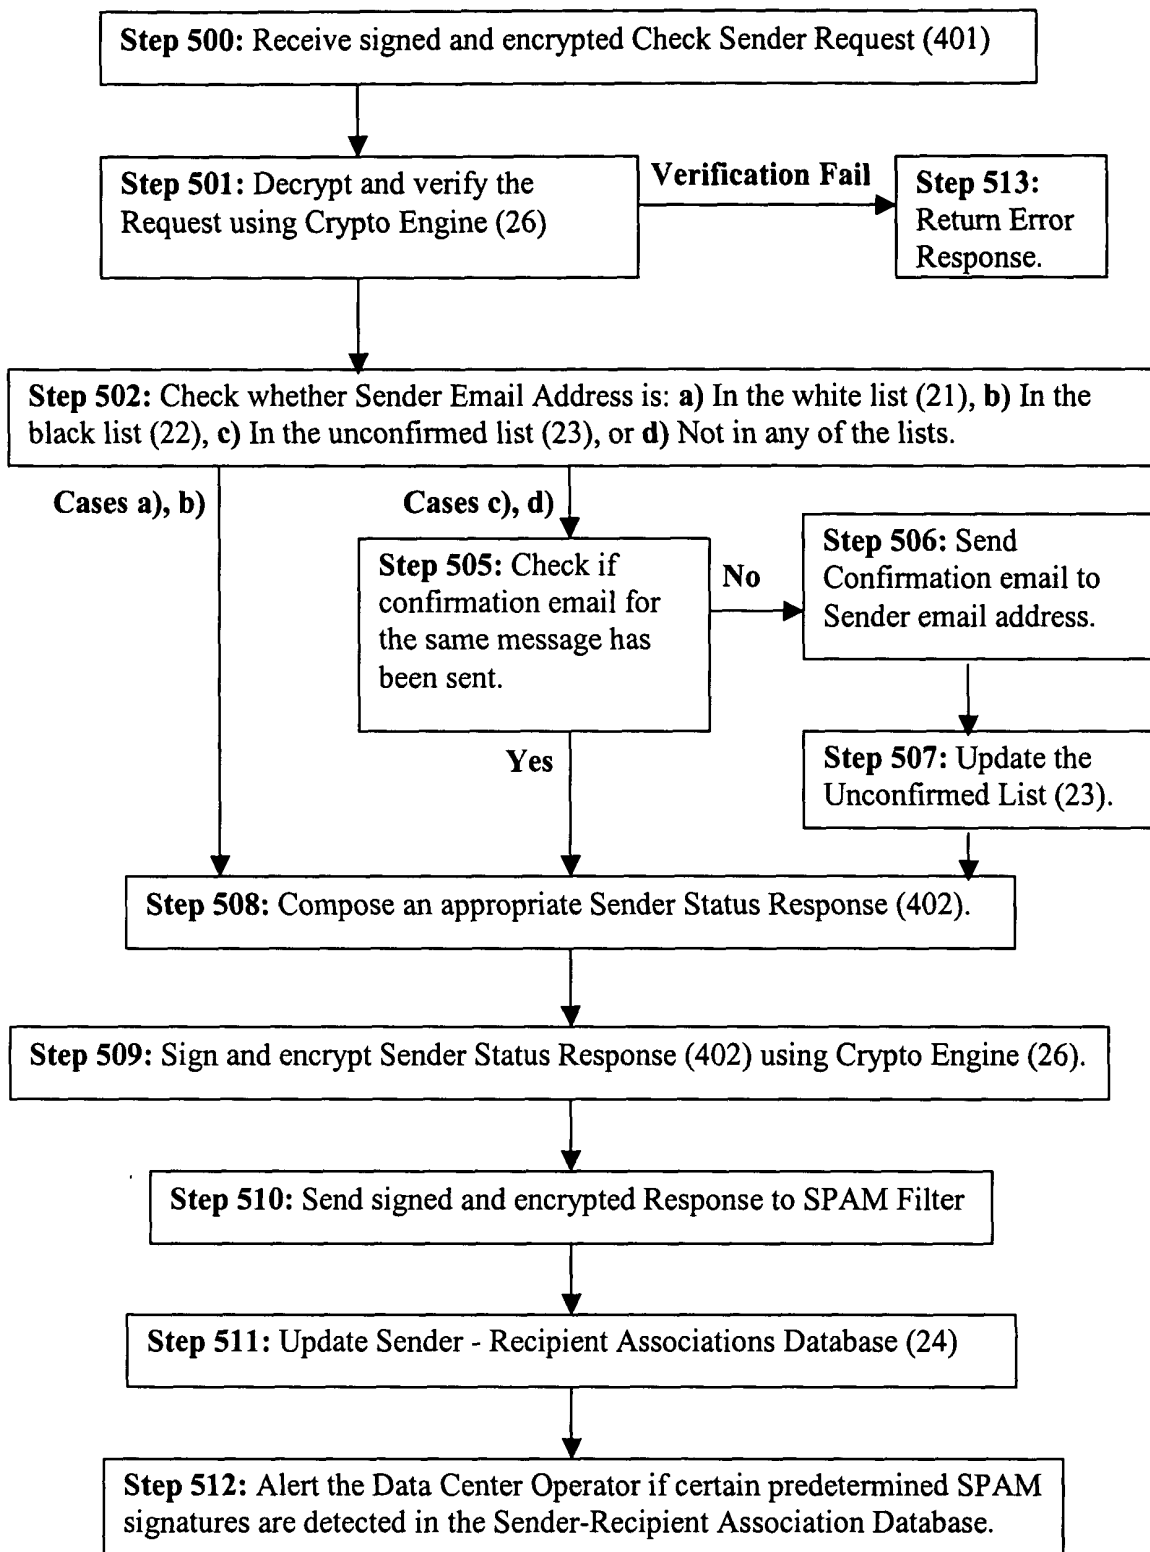 Step 500: Receive signed and encrypted Check Sender Request (401)
Step 501: Decrypt and verify the
Request using Crypto Engine (26)
Verification Fail
Step 513:
Return Error
Response.
Step 502: Check whether Sender Email Address is: a) In the white list (21), b) In the
black list (22), c) In the unconfirmed list (23), or d) Not in any of the lists.
Cases a), b)
Cases c), d)
Step 505: Check if
confirmation email for
the same message has
been sent.
No
Step 506: Send
Confirmation email to
Sender email address.
Yes
Step 507: Update the
Unconfirmed List (23).
Step 508: Compose an appropriate Sender Status Response (402).
Step 509: Sign and encrypt Sender Status Response (402) using Crypto Engine (26).
Step 510: Send signed and encrypted Response to SPAM Filter
Step 511: Update Sender - Recipient Associations Database (24)
Step 512: Alert the Data Center Operator if certain predetermined SPAM
signatures are detected in the Sender-Recipient Association Database.